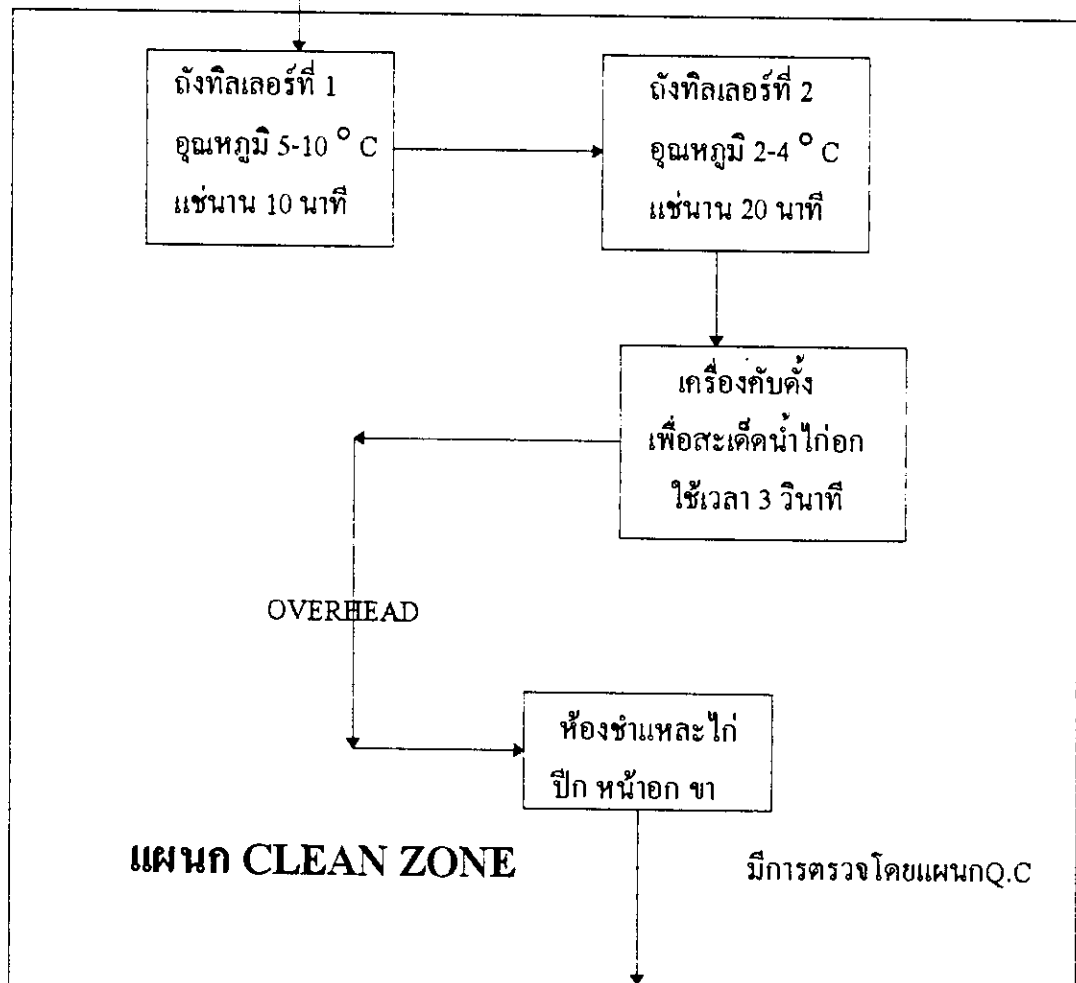 ถังทิลเลอร์ที่ 1
อุณหภูมิ 5-10 ° C
แช่นาน 10 นาที
ถังทิลเลอร์ที่ 2
อุณหภูมิ 2-4 ° C
แช่นาน 20 นาที
เครื่องคับดั้ง
เพื่อสะเด็ดน้ำไก่อก
ใช้เวลา 3 วินาที
OVERHEAD
ห้องชำแหละไก่
ปีก หน้าอก ขา
แผนก CLEAN ZONE
มีการตรวจโดยแผนกQ.C